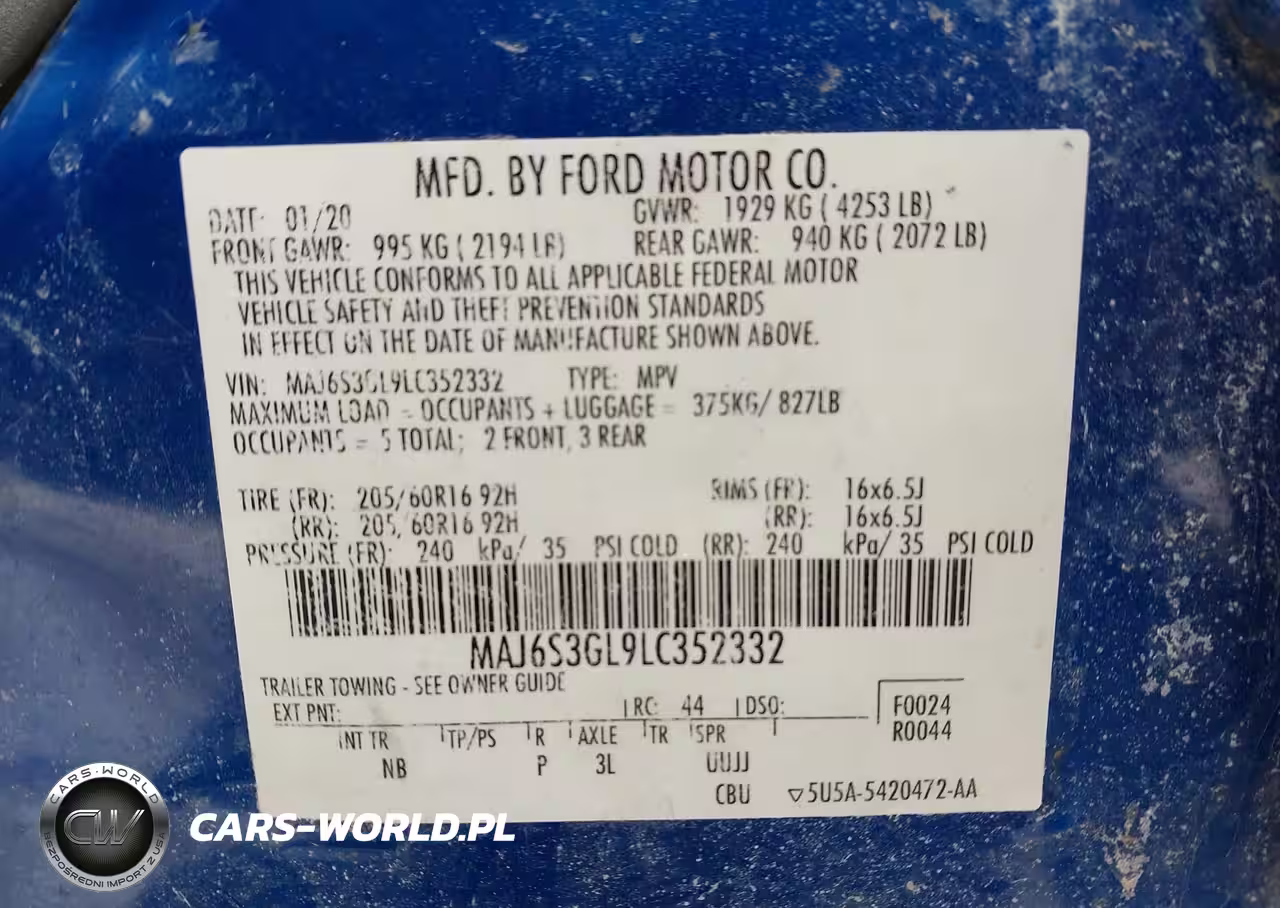 MFD. BY FORD MOTOR CO.
DATE: 01/20 GVWR: 1929 KG ( 4253 LB)
FRONT GAWR: 995 KG ( 2194 LB) REAR GAWR: 940 KG ( 2072 LB)
THIS VEHICLE CONFORMS TO ALL APPLICABLE FEDERAL MOTOR
VEHICLE SAFETY AND THEFT PREVENTION STANDARDS
IN EFFECT ON THE DATE OF MANUFACTURE SHOWN ABOVE.
VIN: MAJ6S3GL9LC352332 TYPE: MPV
MAXIMUM LOAD = OCCUPANTS + LUGGAGE = 375KG/ 827LB
OCCUPANTS = 5 TOTAL; 2 FRONT, 3 REAR
TIRE (FR): 205/60R16 92H RIMS (FR): 16x6.5J
(RR): 205/60R16 92H (RR): 16x6.5J
PRESSURE (FR): 240 kPa/ 35 PSI COLD (RR): 240 kPa/ 35 PSI COLD
MAJ6S3GL9LC352332
TRAILER TOWING - SEE OWNER GUIDE
EXT PNT: RC: 44 DSO: F0024
R0044
INT TR TP/PS R AXLE TR SPR
NB P 3L UUJJ
CBU 5U5A-5420472-AA
CARS-WORLD
CW
BEZPOŚREDNI IMPORT Z USA
CARS-WORLD.PL